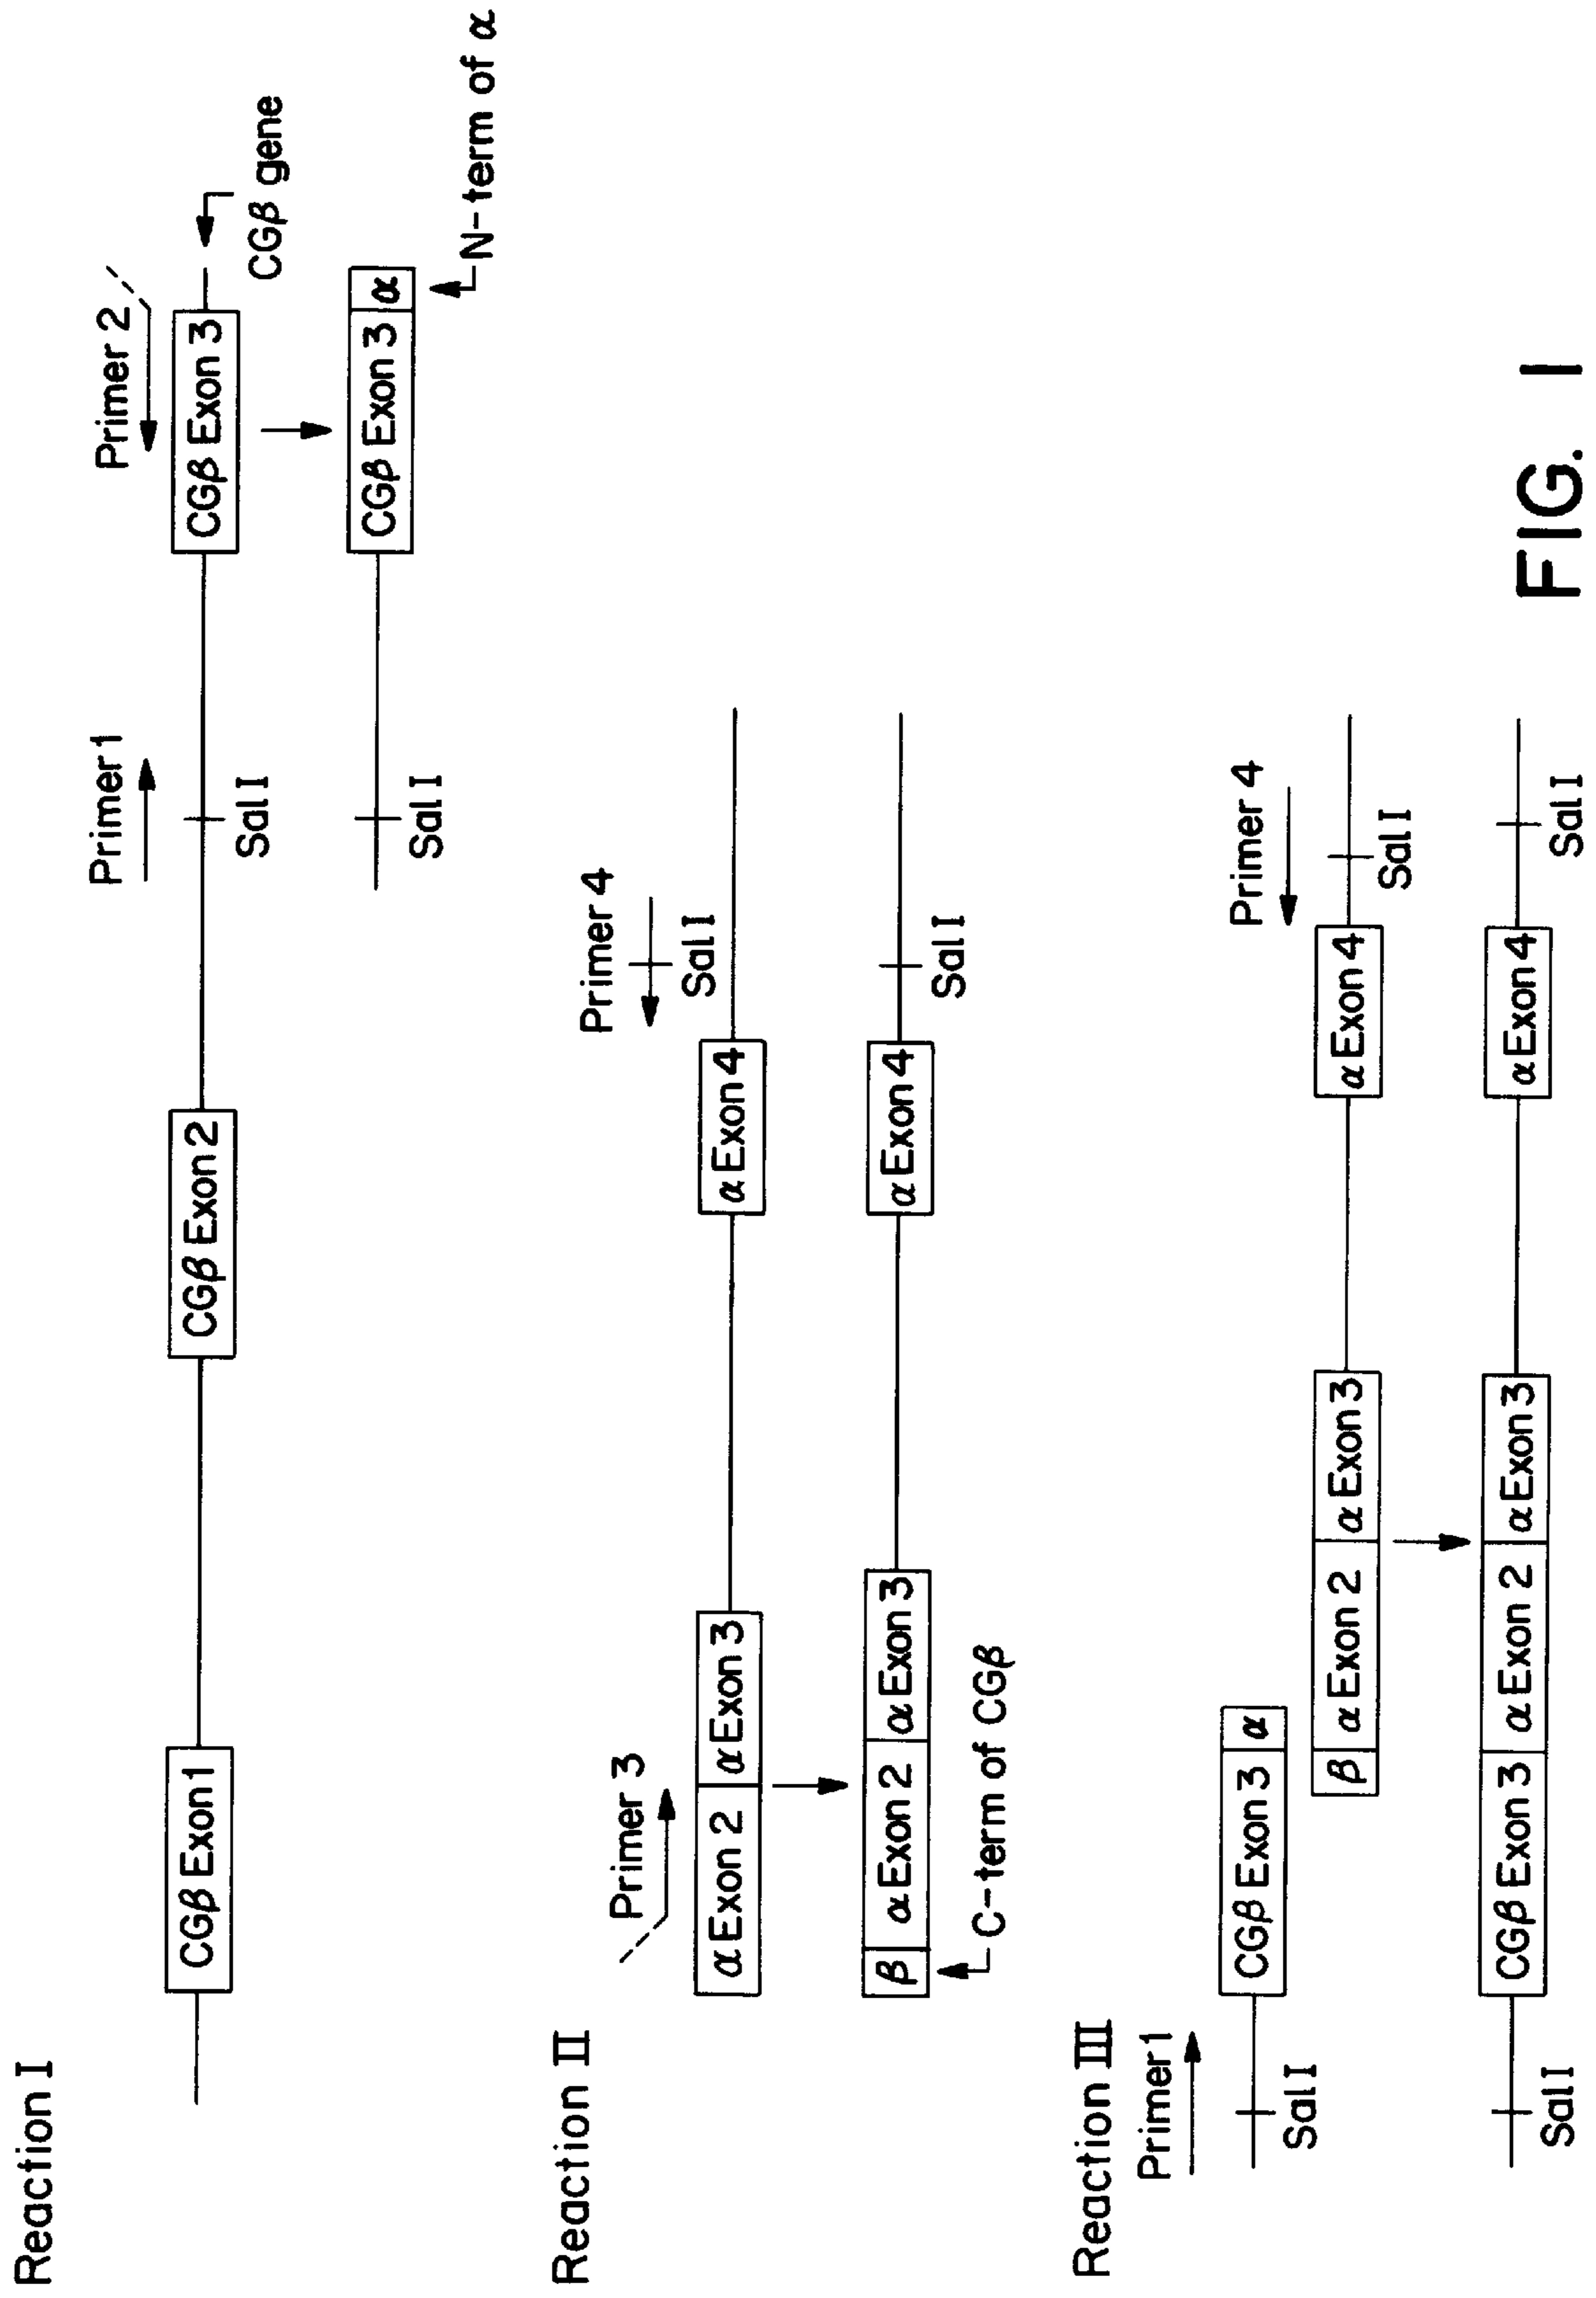 Reaction I
Primer 1
Primer 2
CGβ Exon 1
CGβ Exon 2
Sal I
CGβ Exon 3
CGβ gene
Sal I
CGβ Exon 3
α
N-term of α
Reaction II
Primer 3
Primer 4
Sal I
α Exon 2
α Exon 3
α Exon 4
β
α Exon 2
α Exon 3
α Exon 4
Sal I
C-term of CGβ
Reaction III
Primer 1
CGβ Exon 3
α
Sal I
Primer 4
β
α Exon 2
α Exon 3
α Exon 4
Sal I
CGβ Exon 3
α Exon 2
α Exon 3
α Exon 4
Sal I
Sal I
FIG. 1